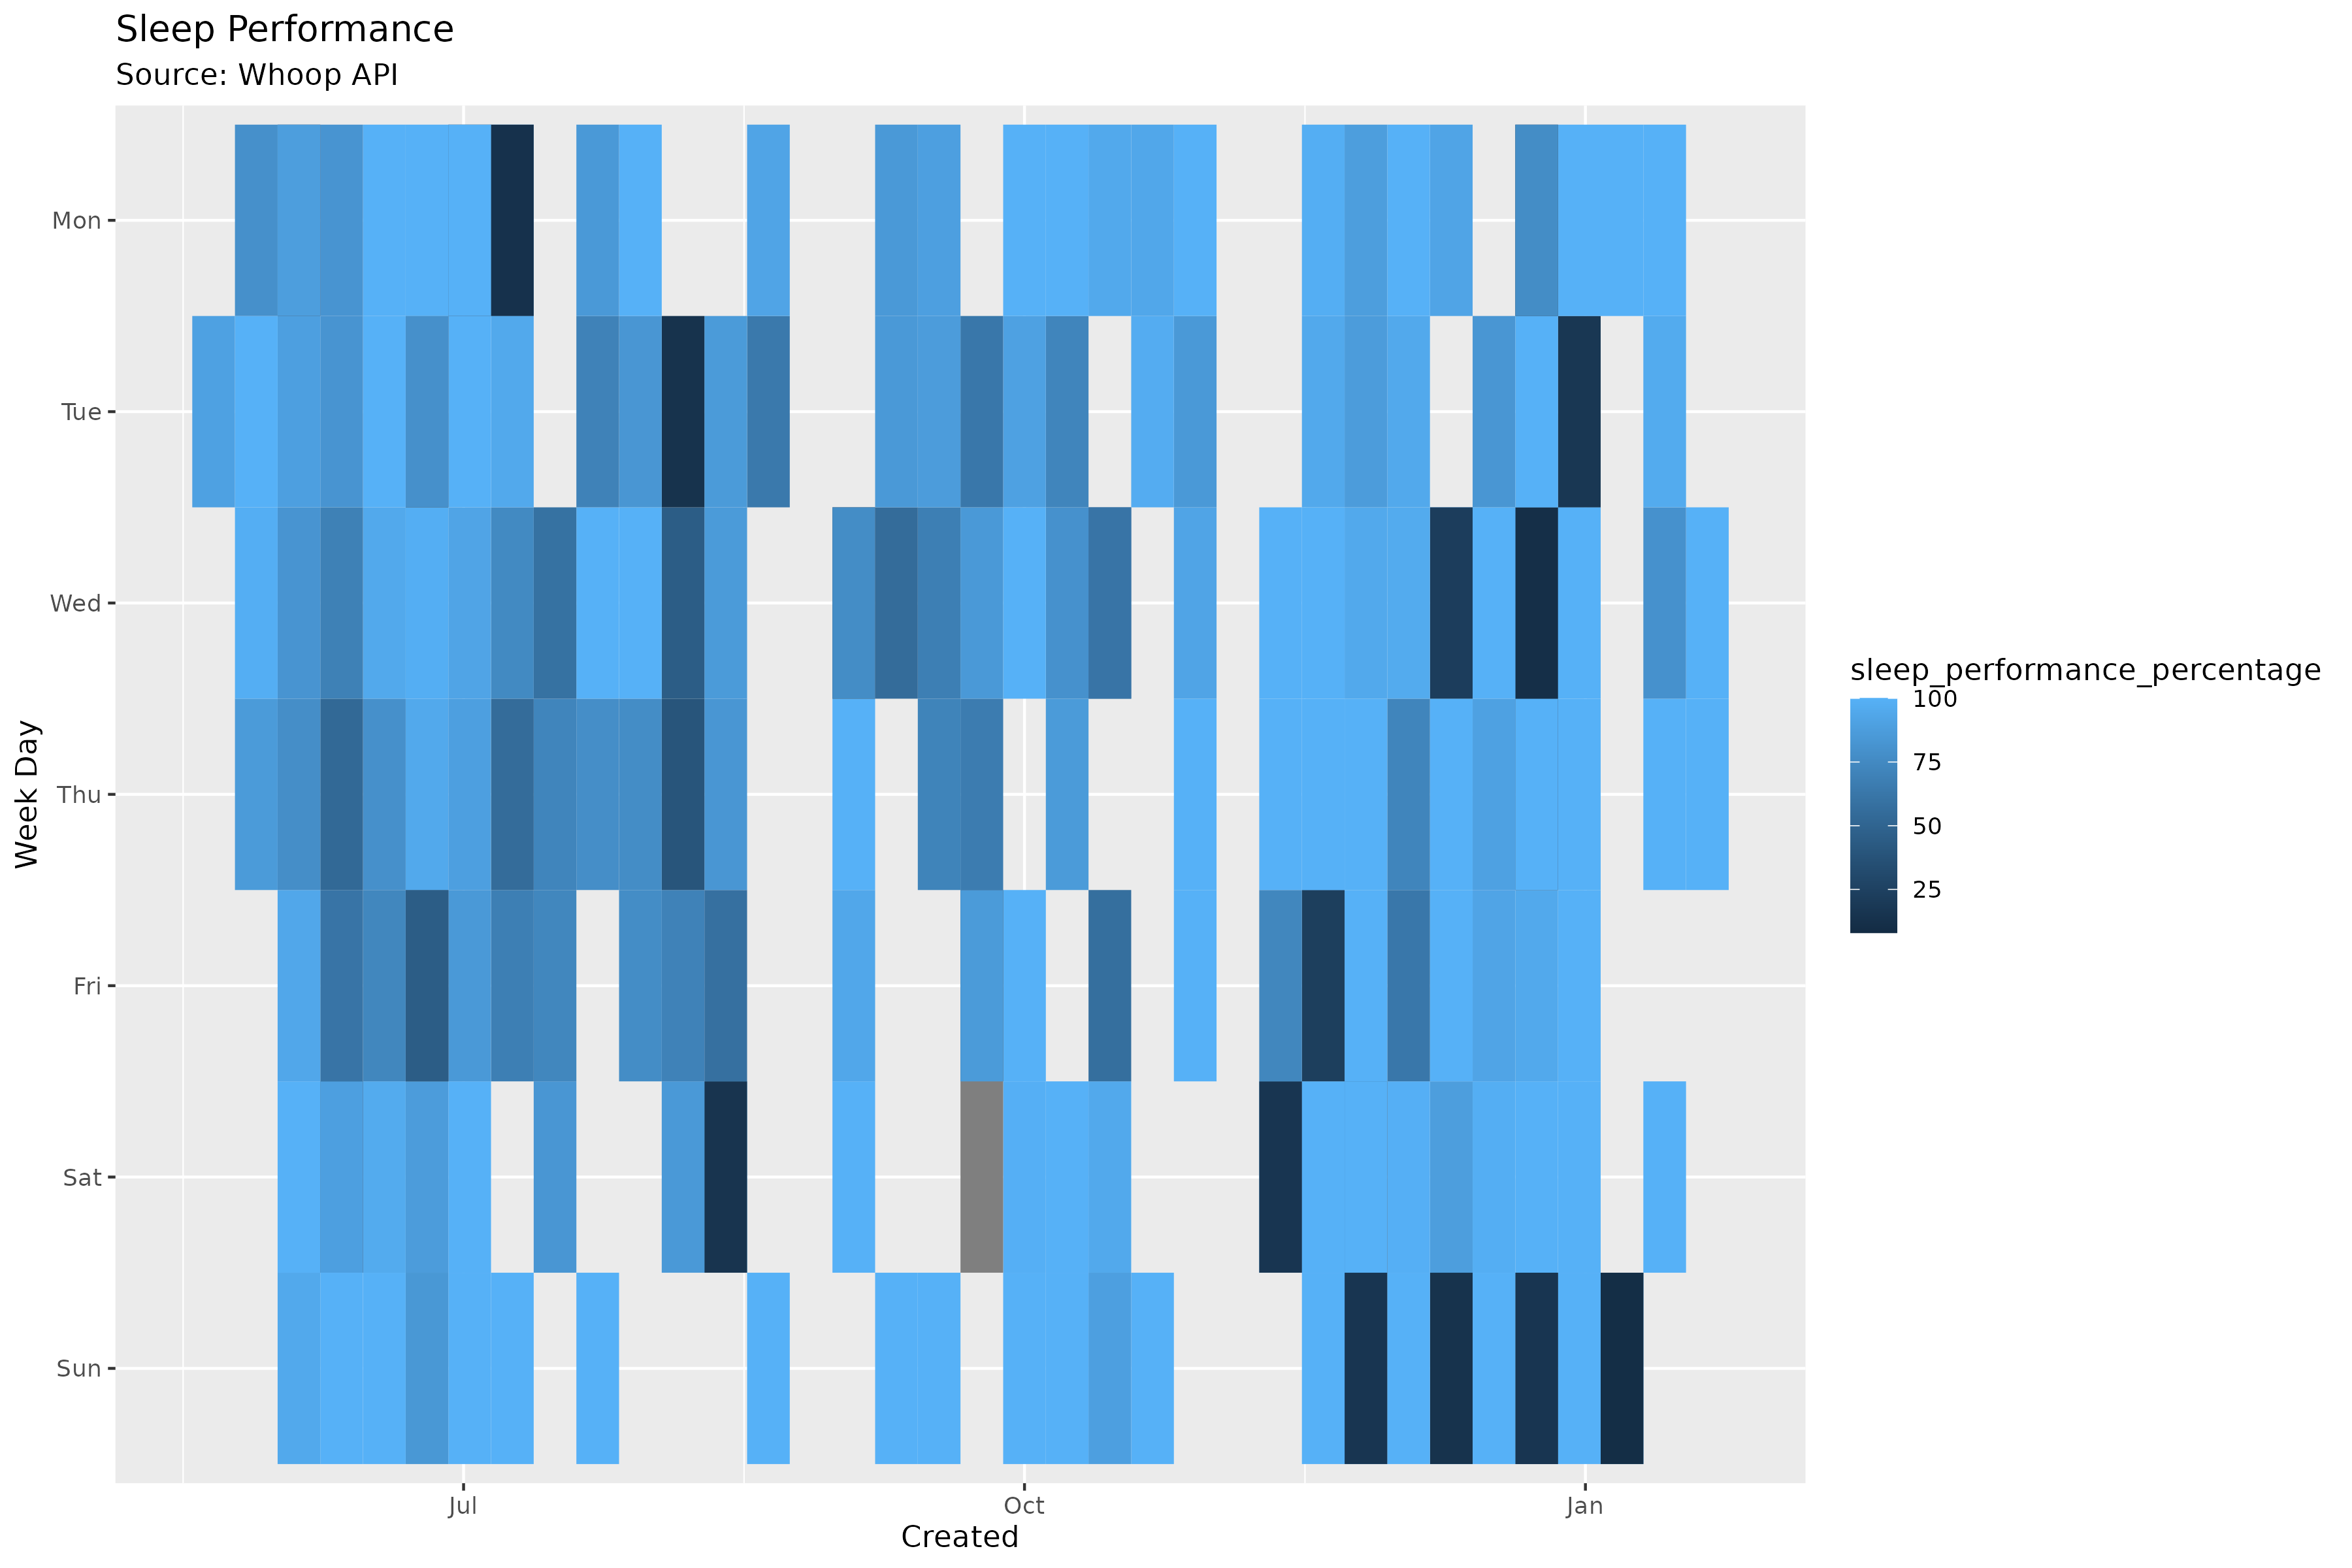 Sleep Performance
Source: Whoop API
Mon
Tue
Wed
Thu
Fri
Sat
Sun
Week Day
Jul
Oct
Jan
Created
sleep_performance_percentage
100
75
50
25